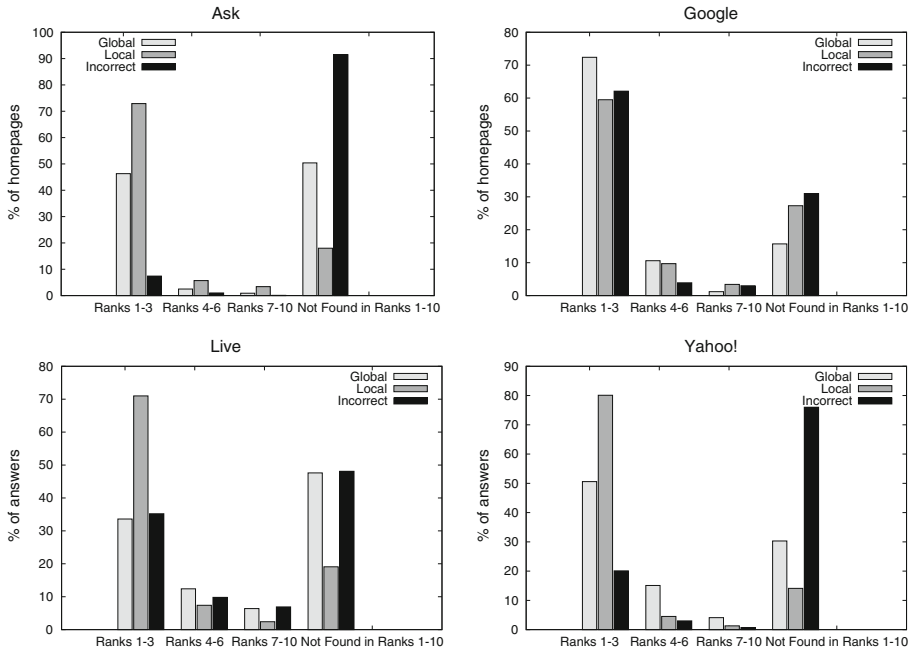 Ask
% of homepages
100
90
80
70
60
50
40
30
20
10
0
Global
Local
Incorrect
Ranks 1-3 Ranks 4-6 Ranks 7-10 Not Found in Ranks 1-10
Google
% of homepages
80
70
60
50
40
30
20
10
0
Global
Local
Incorrect
Ranks 1-3 Ranks 4-6 Ranks 7-10 Not Found in Ranks 1-10
Live
% of answers
80
70
60
50
40
30
20
10
0
Global
Local
Incorrect
Ranks 1-3 Ranks 4-6 Ranks 7-10 Not Found in Ranks 1-10
Yahoo!
% of answers
90
80
70
60
50
40
30
20
10
0
Global
Local
Incorrect
Ranks 1-3 Ranks 4-6 Ranks 7-10 Not Found in Ranks 1-10